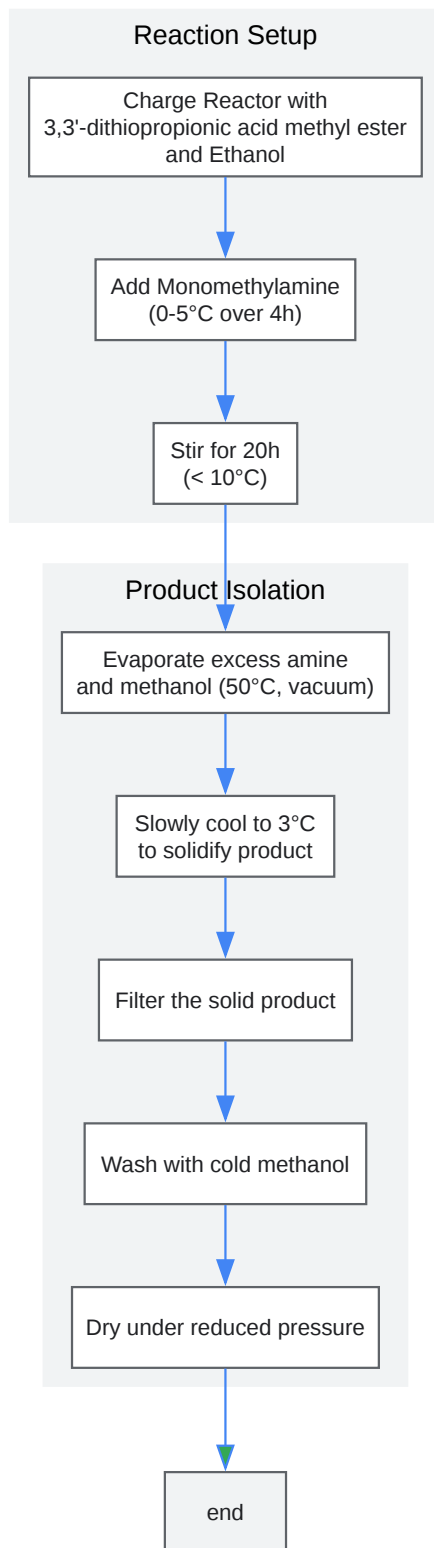 Reaction Setup
Charge Reactor with
3,3'-dithiopropionic acid methyl ester
and Ethanol
Add Monomethylamine
(0-5°C over 4h)
Stir for 20h
(< 10°C)
Product Isolation
Evaporate excess amine
and methanol (50°C, vacuum)
Slowly cool to 3°C
to solidify product
Filter the solid product
Wash with cold methanol
Dry under reduced pressure
end